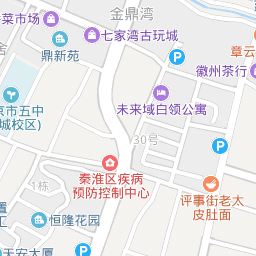 金鼎湾
菜市场
七家湾古玩城
鼎新苑
章云
徽州茶行
京市五中
城校区)
未来域白领公寓
30号
秦淮区疾病
预防控制中心
1栋
评事街老太
皮肚面
恒隆花园
置
工
天安大厦